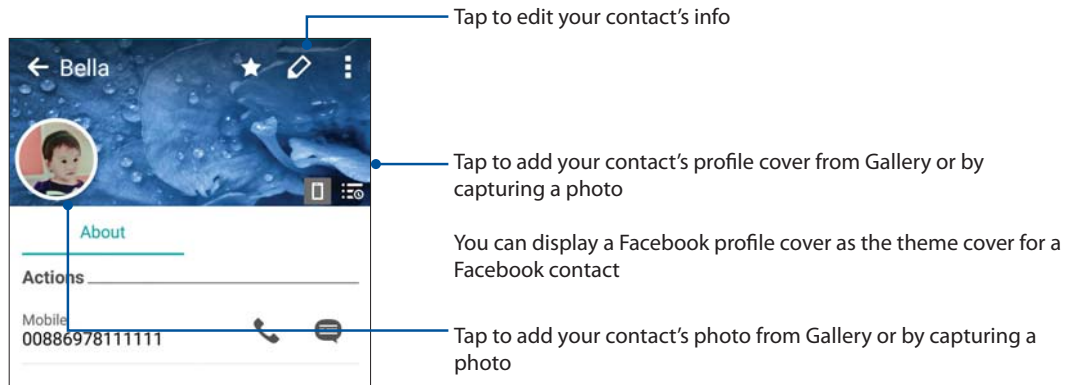 Tap to edit your contact’s info
Bella
Tap to add your contact’s profile cover from Gallery or by
capturing a photo
You can display a Facebook profile cover as the theme cover for a
Facebook contact
About
Actions
Mobile
00886978111111
Tap to add your contact’s photo from Gallery or by capturing a
photo